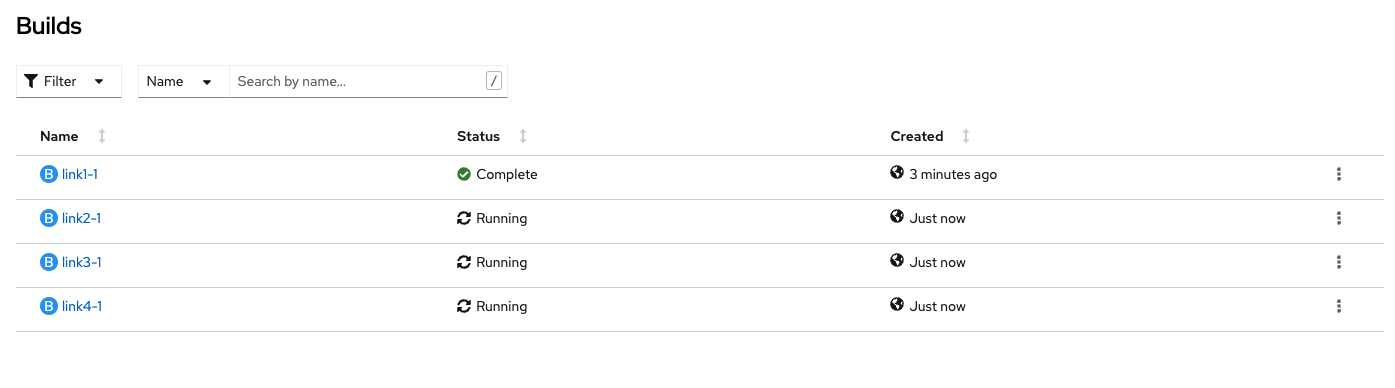 Builds
Filter Name Search by name... /
Name Status Created
B link1-1 Complete 3 minutes ago
B link2-1 Running Just now
B link3-1 Running Just now
B link4-1 Running Just now